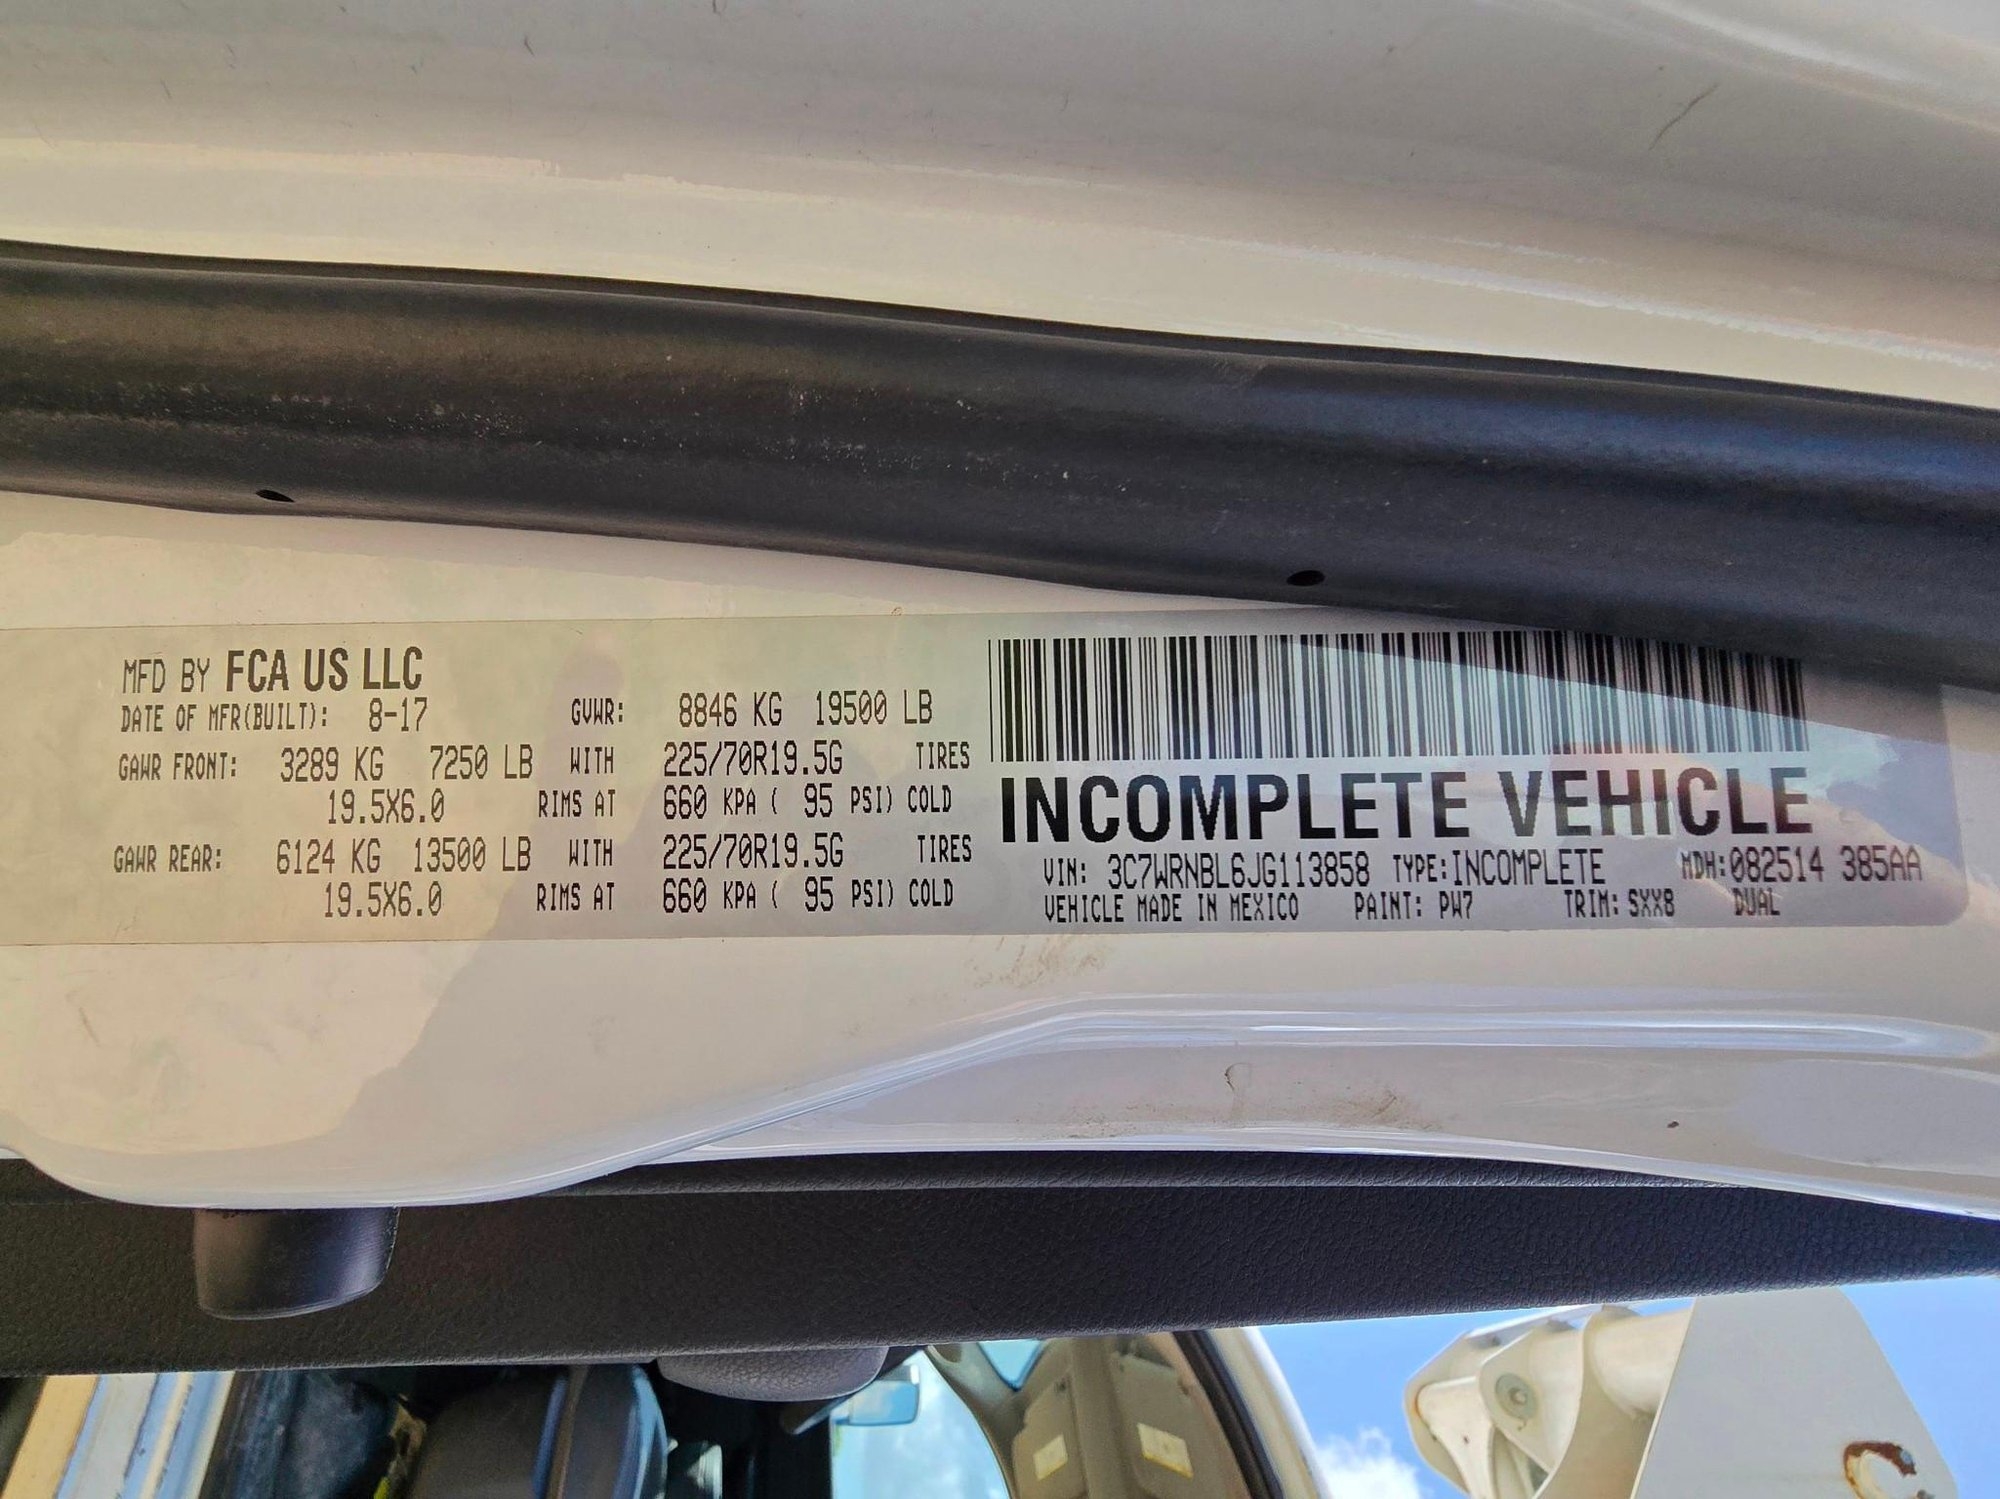 MFD BY FCA US LLC
DATE OF MFR(BUILT): 8-17 GVWR: 8846 KG 19500 LB
GAWR FRONT: 3289 KG 7250 LB WITH 225/70R19.5G TIRES
19.5X6.0 RIMS AT 660 KPA ( 95 PSI) COLD
GAWR REAR: 6124 KG 13500 LB WITH 225/70R19.5G TIRES
19.5X6.0 RIMS AT 660 KPA ( 95 PSI) COLD
INCOMPLETE VEHICLE
VIN: 3C7WRNBL6JG113858 TYPE:INCOMPLETE MDH:082514 385AA
VEHICLE MADE IN MEXICO PAINT: PW7 TRIM: SXX8 DUAL